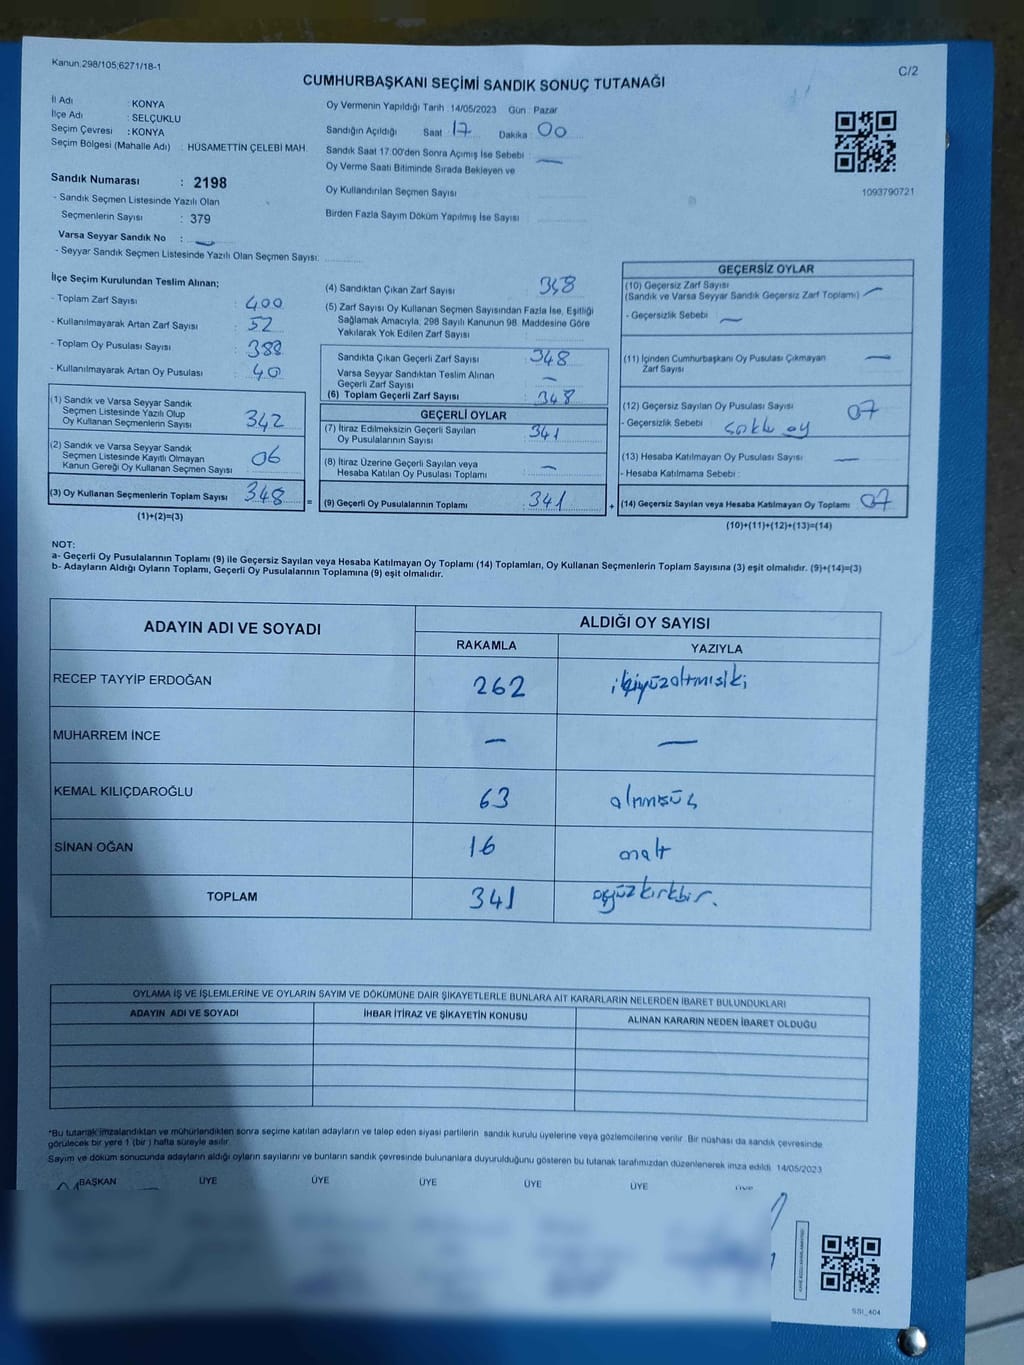 Kanun:298/105;6271/18-1
C/2
CUMHURBAŞKANI SEÇİMİ SANDIK SONUÇ TUTANAĞI
İl Adı : KONYA
İlçe Adı : SELÇUKLU
Seçim Çevresi : KONYA
Seçim Bölgesi (Mahalle Adı) : HÜSAMETTİN ÇELEBİ MAH.
Sandık Numarası : 2198
- Sandık Seçmen Listesinde Yazılı Olan
Seçmenlerin Sayısı : 379
Varsa Seyyar Sandık No : —
- Seyyar Sandık Seçmen Listesinde Yazılı Olan Seçmen Sayısı:
Oy Vermenin Yapıldığı Tarih : 14/05/2023 Gün : Pazar
Sandığın Açıldığı Saat 17 Dakika : 00
Sandık Saat 17:00'den Sonra Açımış İse Sebebi : —
Oy Verme Saati Bitiminde Sırada Bekleyen ve
Oy Kullandırılan Seçmen Sayısı
Birden Fazla Sayım Döküm Yapılmış İse Sayısı
1093790721
İlçe Seçim Kurulundan Teslim Alınan;
- Toplam Zarf Sayısı : 400
- Kullanılmayarak Artan Zarf Sayısı : 52
- Toplam Oy Pusulası Sayısı : 388
- Kullanılmayarak Artan Oy Pusulası : 40
(1) Sandık ve Varsa Seyyar Sandık
Seçmen Listesinde Yazılı Olup
Oy Kullanan Seçmenlerin Sayısı 342
(2) Sandık ve Varsa Seyyar Sandık
Seçmen Listesinde Kayıtlı Olmayan
Kanun Gereği Oy Kullanan Seçmen Sayısı 06
(3) Oy Kullanan Seçmenlerin Toplam Sayısı 348 =
(1)+(2)=(3)
(4) Sandıktan Çıkan Zarf Sayısı 348
(5) Zarf Sayısı Oy Kullanan Seçmen Sayısından Fazla İse, Eşitliği
Sağlamak Amacıyla, 298 Sayılı Kanunun 98. Maddesine Göre
Yakılarak Yok Edilen Zarf Sayısı :
Sandıkta Çıkan Geçerli Zarf Sayısı : 348
Varsa Seyyar Sandıktan Teslim Alınan
Geçerli Zarf Sayısı : —
(6) Toplam Geçerli Zarf Sayısı : 348
GEÇERLİ OYLAR
(7) İtiraz Edilmeksizin Geçerli Sayılan
Oy Pusulalarının Sayısı : 341
(8) İtiraz Üzerine Geçerli Sayılan veya
Hesaba Katılan Oy Pusulası Toplamı : —
(9) Geçerli Oy Pusulalarının Toplamı 341 +
GEÇERSİZ OYLAR
(10) Geçersiz Zarf Sayısı
(Sandık ve Varsa Seyyar Sandık Geçersiz Zarf Toplamı) —
- Geçersizlik Sebebi : —
(11) İçinden Cumhurbaşkanı Oy Pusulası Çıkmayan
Zarf Sayısı —
(12) Geçersiz Sayılan Oy Pusulası Sayısı : 07
- Geçersizlik Sebebi oy
(13) Hesaba Katılmayan Oy Pusulası Sayısı : —
- Hesaba Katılmama Sebebi :
(14) Geçersiz Sayılan veya Hesaba Katılmayan Oy Toplamı 07
(10)+(11)+(12)+(13)=(14)
NOT:
a- Geçerli Oy Pusulalarının Toplamı (9) ile Geçersiz Sayılan veya Hesaba Katılmayan Oy Toplamı (14) Toplamları, Oy Kullanan Seçmenlerin Toplam Sayısına (3) eşit olmalıdır. (9)+(14)=(3)
b- Adayların Aldığı Oyların Toplamı, Geçerli Oy Pusulalarının Toplamına (9) eşit olmalıdır.
ADAYIN ADI VE SOYADI
ALDIĞI OY SAYISI
RAKAMLA YAZIYLA
RECEP TAYYİP ERDOĞAN 262 ikiyüzaltmışiki
MUHARREM İNCE — —
KEMAL KILIÇDAROĞLU 63 altmışüç
SİNAN OĞAN 16 onaltı
TOPLAM 341 üçyüzkırkbir.
OYLAMA İŞ VE İŞLEMLERİNE VE OYLARIN SAYIM VE DÖKÜMÜNE DAİR ŞİKAYETLERLE BUNLARA AİT KARARLARIN NELERDEN İBARET BULUNDUKLARI
ADAYIN ADI VE SOYADI İHBAR İTİRAZ VE ŞİKAYETİN KONUSU ALINAN KARARIN NEDEN İBARET OLDUĞU
*Bu tutanak imzalandıktan ve mühürlendikten sonra seçime katılan adayların ve talep eden siyasi partilerin sandık kurulu üyelerine veya gözlemcilerine verilir. Bir nüshası da sandık çevresinde
görülecek bir yere 1 (bir ) hafta süreyle asılır.
Sayım ve döküm sonucunda adayların aldığı oyların sayılarını ve bunların sandık çevresinde bulunanlara duyurulduğunu gösteren bu tutanak tarafımızdan düzenlenerek imza edildi. 14/05/2023
BAŞKAN ÜYE ÜYE ÜYE ÜYE ÜYE ÜYE
SSI_404